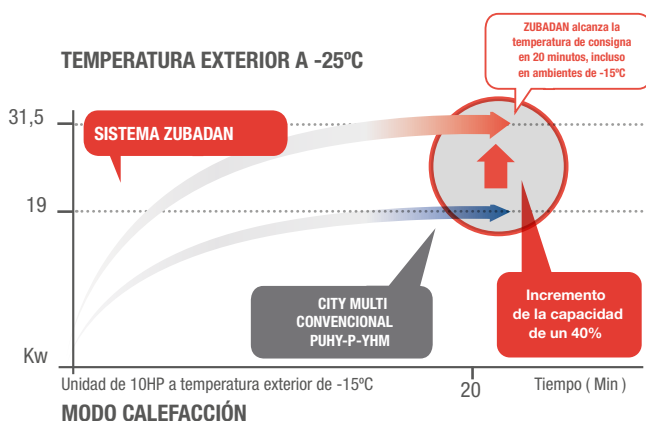 ZUBADAN alcanza la
temperatura de consigna
en 20 minutos, incluso
en ambientes de -15ºC
TEMPERATURA EXTERIOR A -25ºC
31,5
SISTEMA ZUBADAN
19
CITY MULTI
CONVENCIONAL
PUHY-P-YHM
Incremento
de la capacidad
de un 40%
Kw
Unidad de 10HP a temperatura exterior de -15ºC
20
Tiempo ( Min )
MODO CALEFACCIÓN